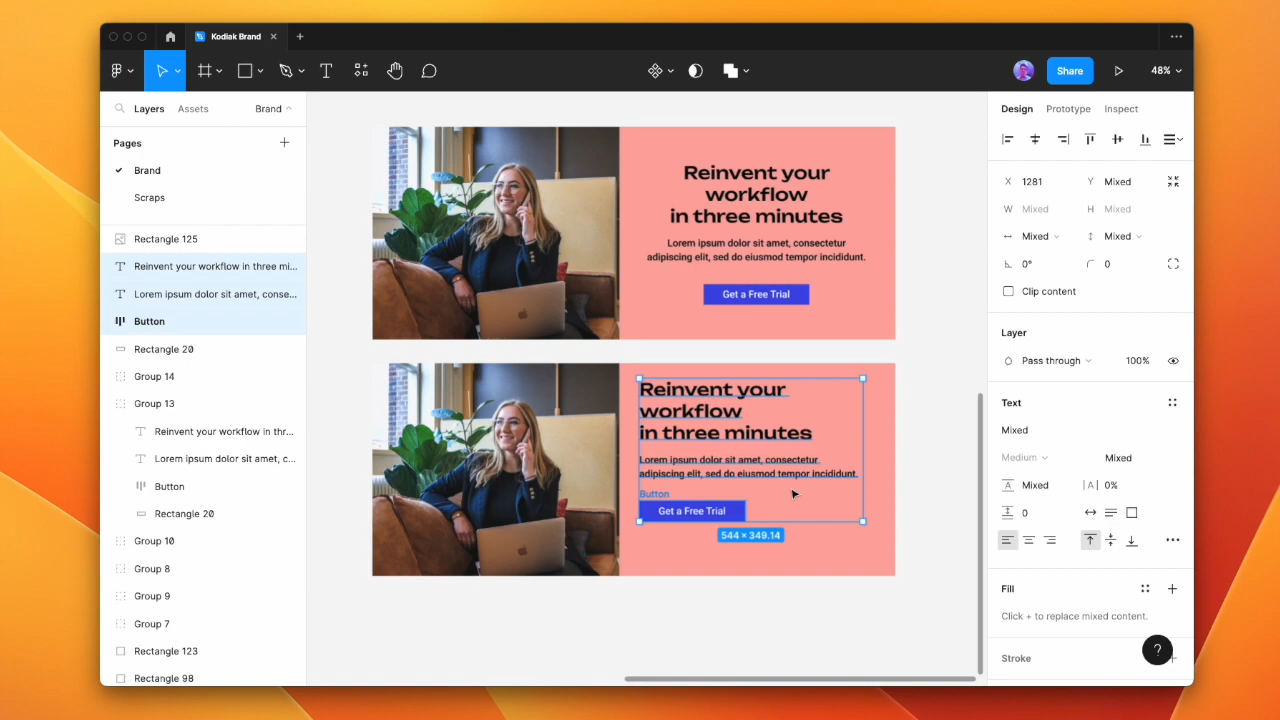 Kodiak Brand
Share
48%
Layers
Assets
Brand
Pages
Brand
Scraps
Rectangle 125
Reinvent your workflow in three mi...
Lorem ipsum dolor sit amet, conse...
Button
Rectangle 20
Group 14
Group 13
Reinvent your workflow in thr...
Lorem ipsum dolor sit amet, c...
Button
Rectangle 20
Group 10
Group 8
Group 9
Group 7
Rectangle 123
Rectangle 98
Reinvent your
workflow
in three minutes
Lorem ipsum dolor sit amet, consectetur
adipiscing elit, sed do eiusmod tempor incididunt.
Get a Free Trial
Reinvent your
workflow
in three minutes
Lorem ipsum dolor sit amet, consectetur
adipiscing elit, sed do eiusmod tempor incididunt.
Button
Get a Free Trial
544 × 349.14
Design
Prototype
Inspect
X 1281
Y Mixed
W Mixed
H Mixed
Mixed
Mixed
0°
0
Clip content
Layer
Pass through
100%
Text
Mixed
Medium
Mixed
Mixed
|A| 0%
0
Fill
Click + to replace mixed content.
Stroke
?